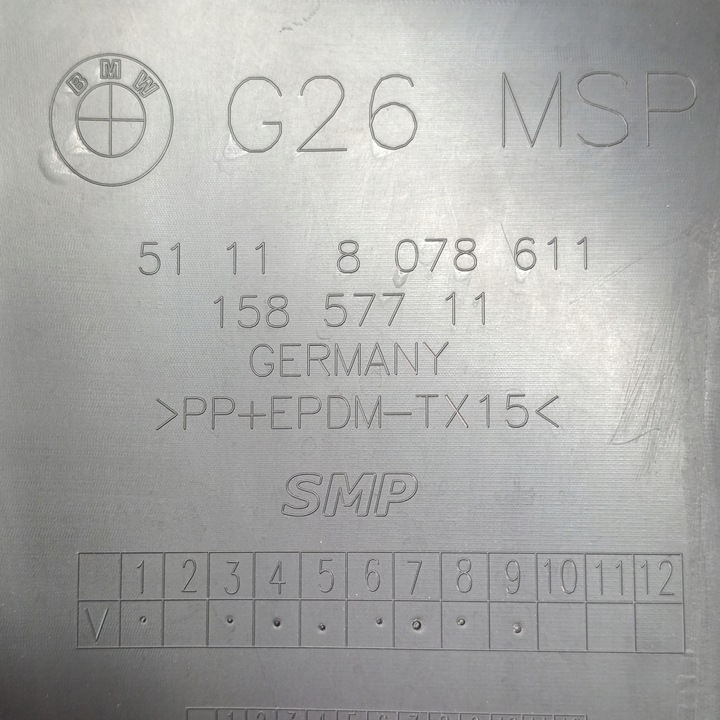 BMW G26 MSP
51 11 8 078 611
158 577 11
GERMANY
>PP+EPDM-TX15<
SMP
1 2 3 4 5 6 7 8 9 10 11 12
V